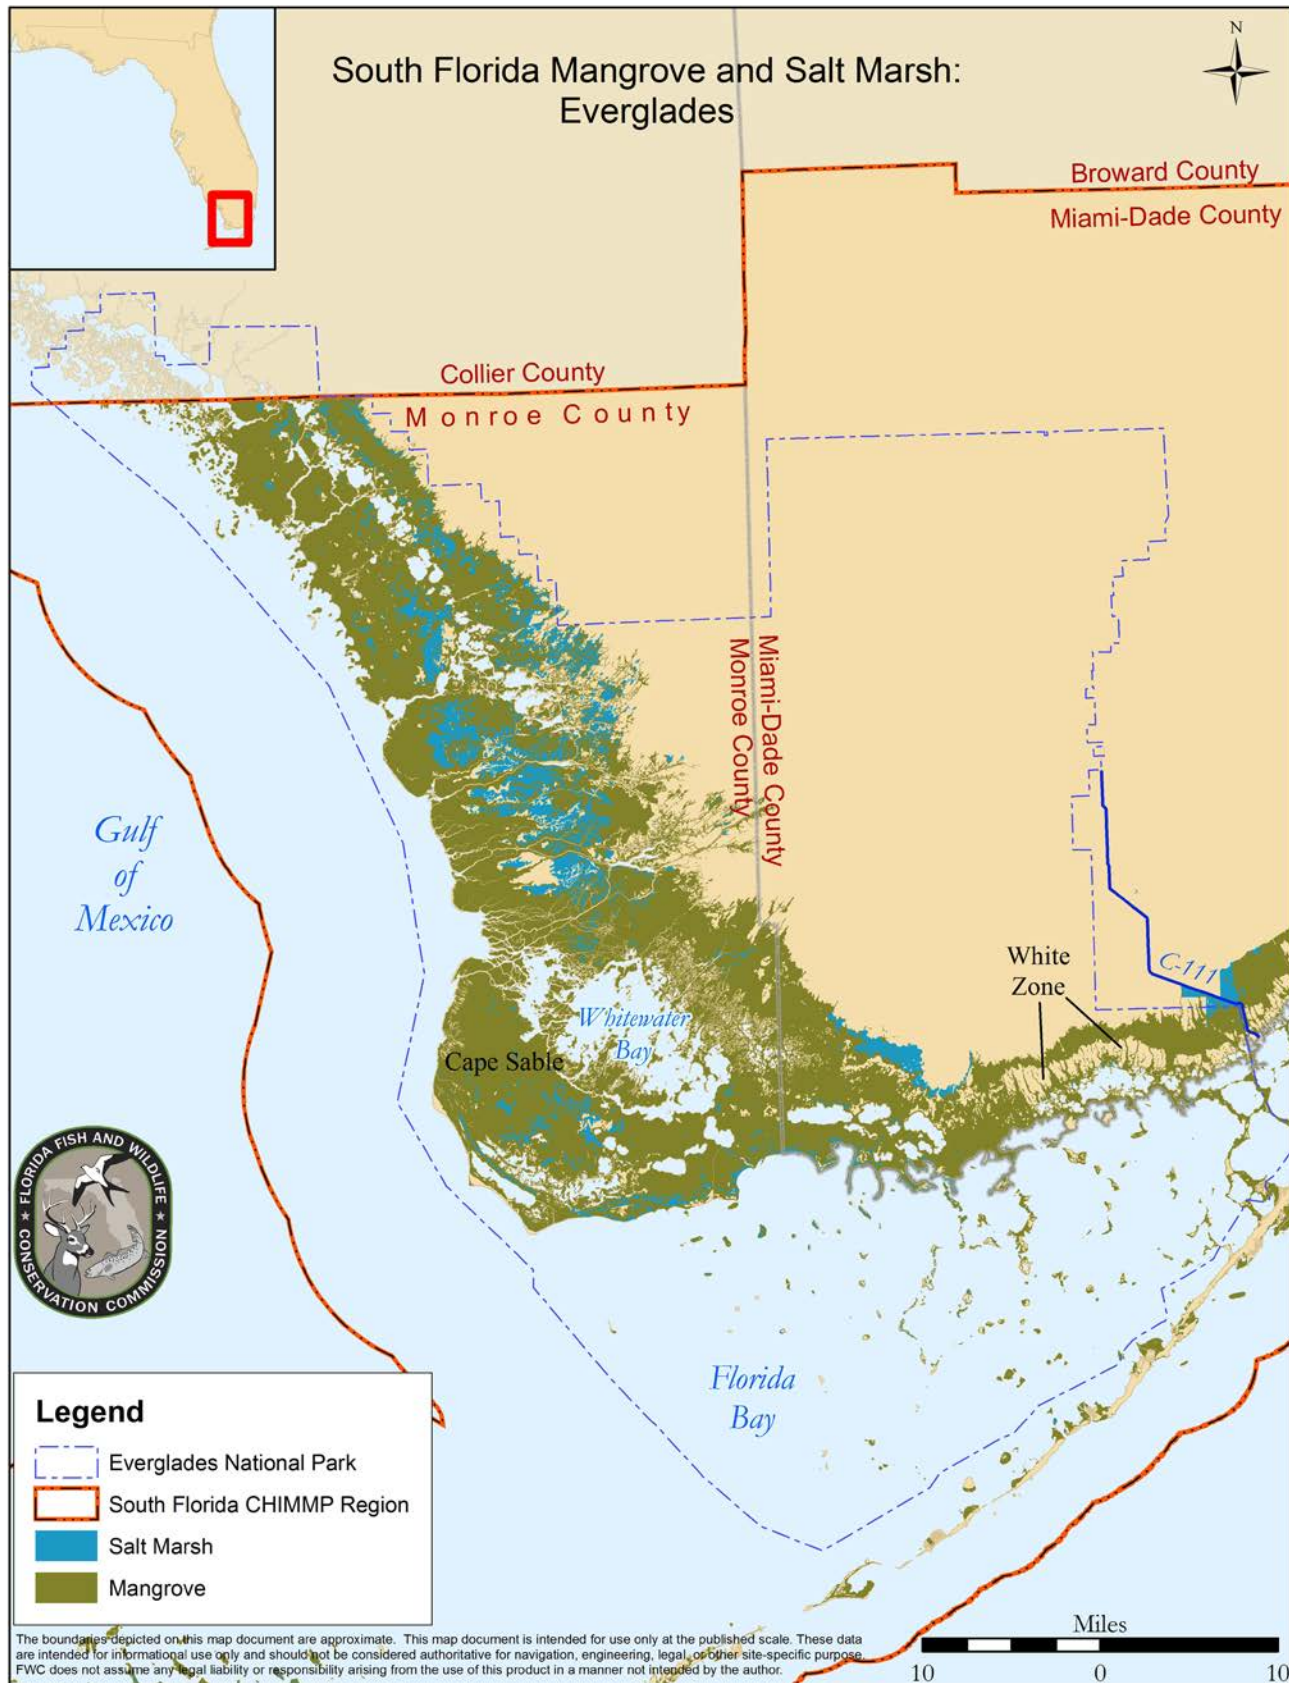 South Florida Mangrove and Salt Marsh:
Everglades
N
Broward County
Miami-Dade County
Collier County
Monroe County
Miami-Dade County
Monroe County
Gulf
of
Mexico
White
Zone
C-111
Whitewater
Bay
Cape Sable
FLORIDA FISH AND WILDLIFE
CONSERVATION COMMISSION
Florida
Bay
Legend
Everglades National Park
South Florida CHIMMP Region
Salt Marsh
Mangrove
Miles
10 0 10
The boundaries depicted on this map document are approximate. This map document is intended for use only at the published scale. These data
are intended for informational use only and should not be considered authoritative for navigation, engineering, legal, or other site-specific purpose.
FWC does not assume any legal liability or responsibility arising from the use of this product in a manner not intended by the author.